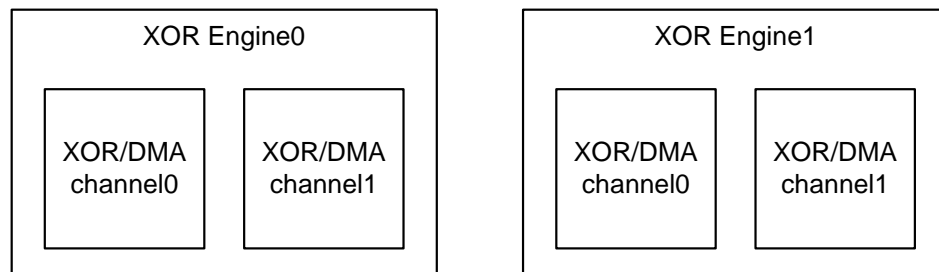 XOR Engine0
XOR/DMA
channel0
XOR/DMA
channel1
XOR Engine1
XOR/DMA
channel0
XOR/DMA
channel1